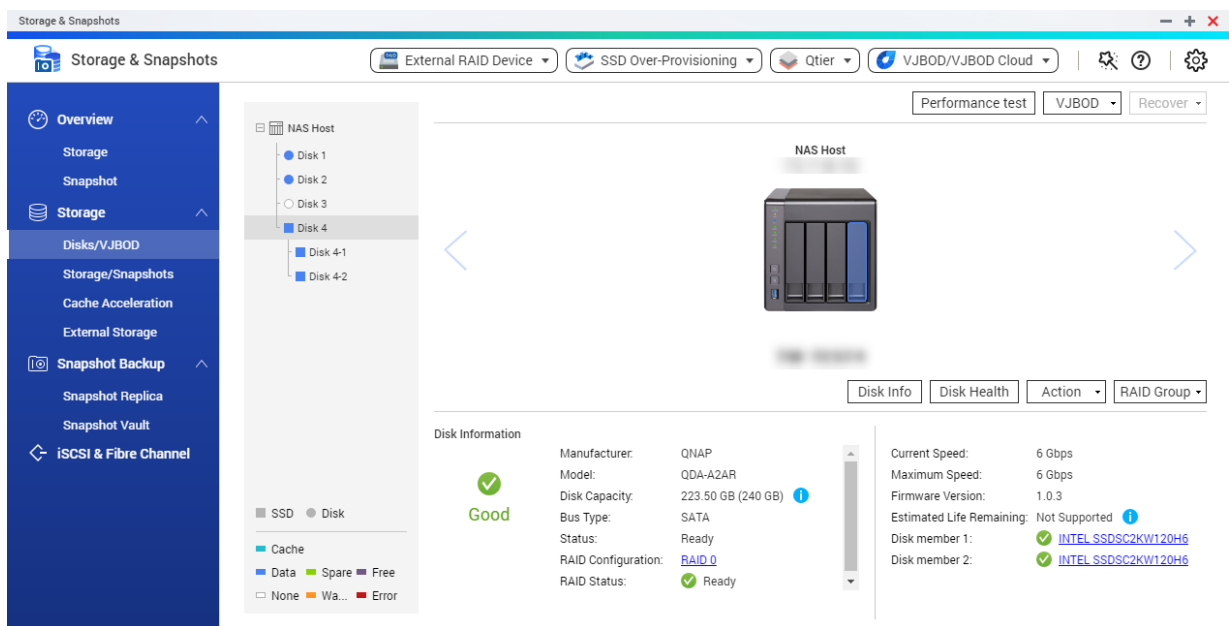 Storage & Snapshots
Storage & Snapshots
External RAID Device
SSD Over-Provisioning
Qtier
VJBOD/VJBOD Cloud
Overview
Storage
Snapshot
Storage
Disks/VJBOD
Storage/Snapshots
Cache Acceleration
External Storage
Snapshot Backup
Snapshot Replica
Snapshot Vault
iSCSI & Fibre Channel
NAS Host
Disk 1
Disk 2
Disk 3
Disk 4
Disk 4-1
Disk 4-2
SSD Disk
Cache
Data Spare Free
None Wa... Error
Performance test VJBOD Recover
NAS Host
Disk Info Disk Health Action RAID Group
Disk Information
Good
Manufacturer: QNAP
Model: QDA-A2AR
Disk Capacity: 223.50 GB (240 GB)
Bus Type: SATA
Status: Ready
RAID Configuration: RAID 0
RAID Status: Ready
Current Speed: 6 Gbps
Maximum Speed: 6 Gbps
Firmware Version: 1.0.3
Estimated Life Remaining: Not Supported
Disk member 1: INTEL SSDSC2KW120H6
Disk member 2: INTEL SSDSC2KW120H6